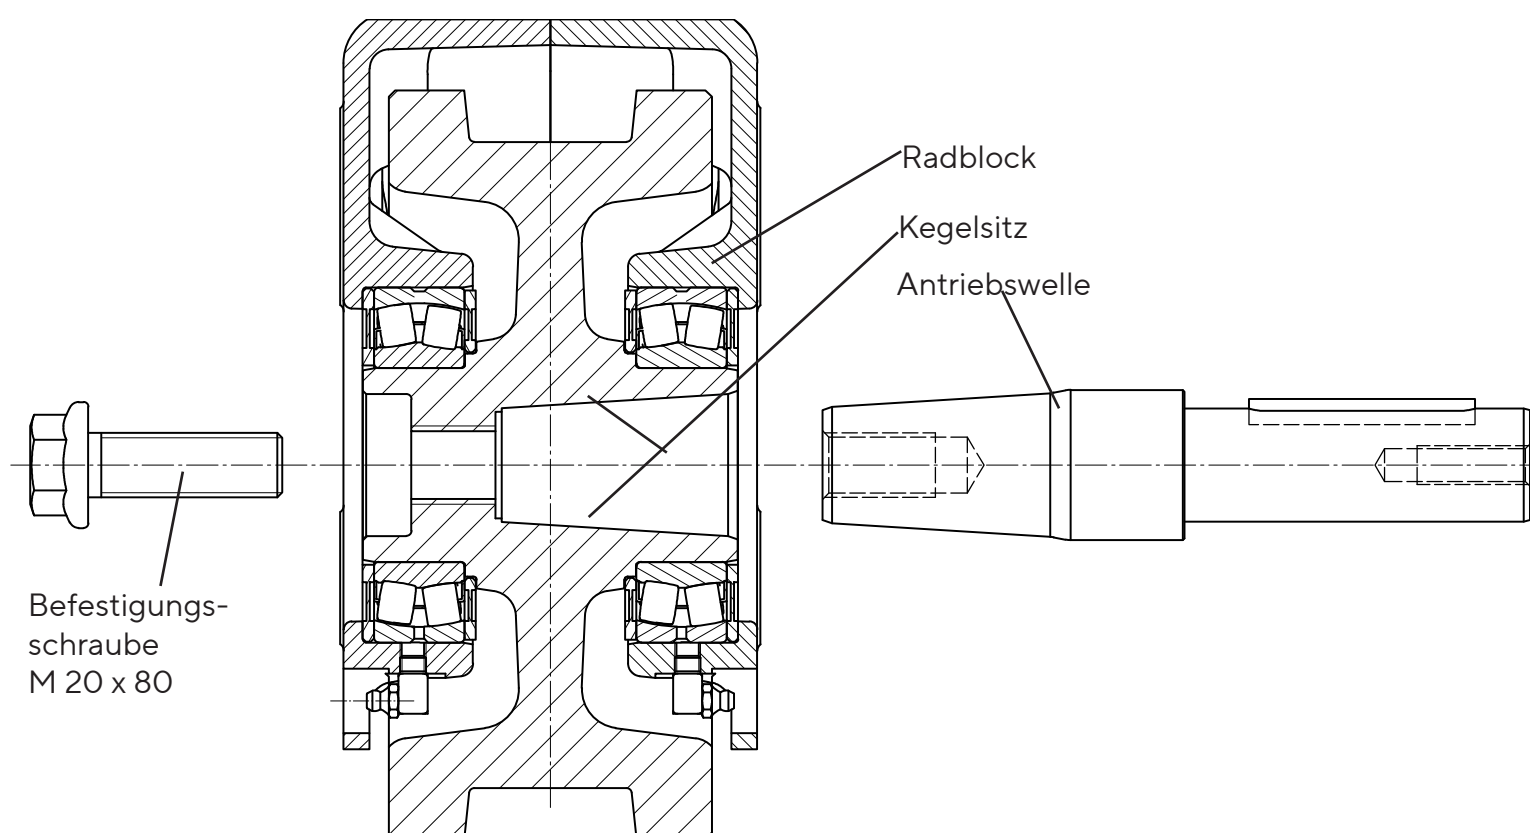 Radblock
Kegelsitz
Antriebswelle
Befestigungs-
schraube
M 20 x 80